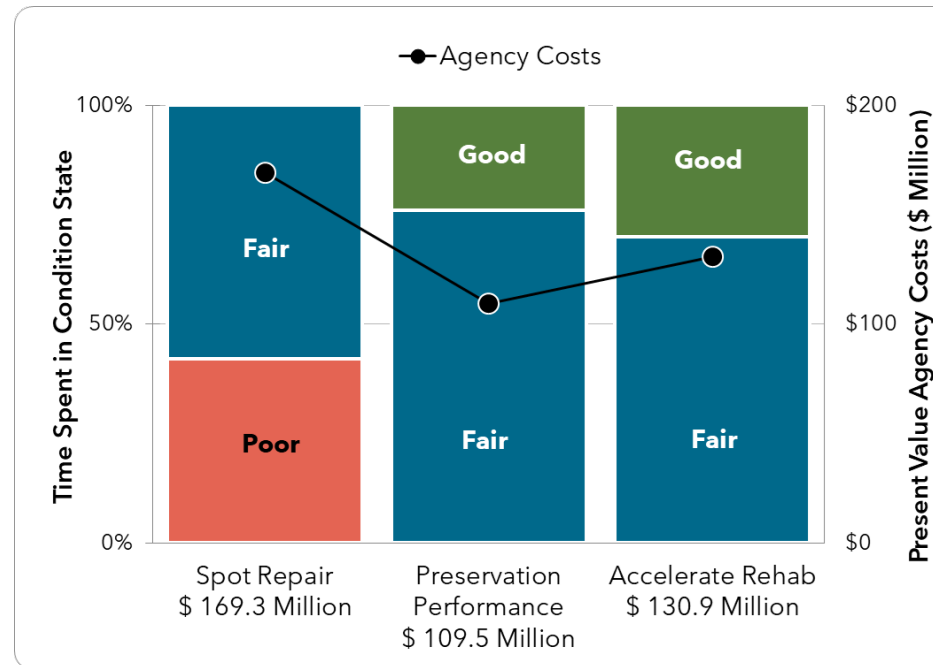 Agency Costs
Time Spent in Condition State
100%
50%
0%
Fair
Poor
Good
Fair
Good
Fair
$200
$100
$0
Present Value Agency Costs ($ Million)
Spot Repair
$ 169.3 Million
Preservation
Performance
$ 109.5 Million
Accelerate Rehab
$ 130.9 Million